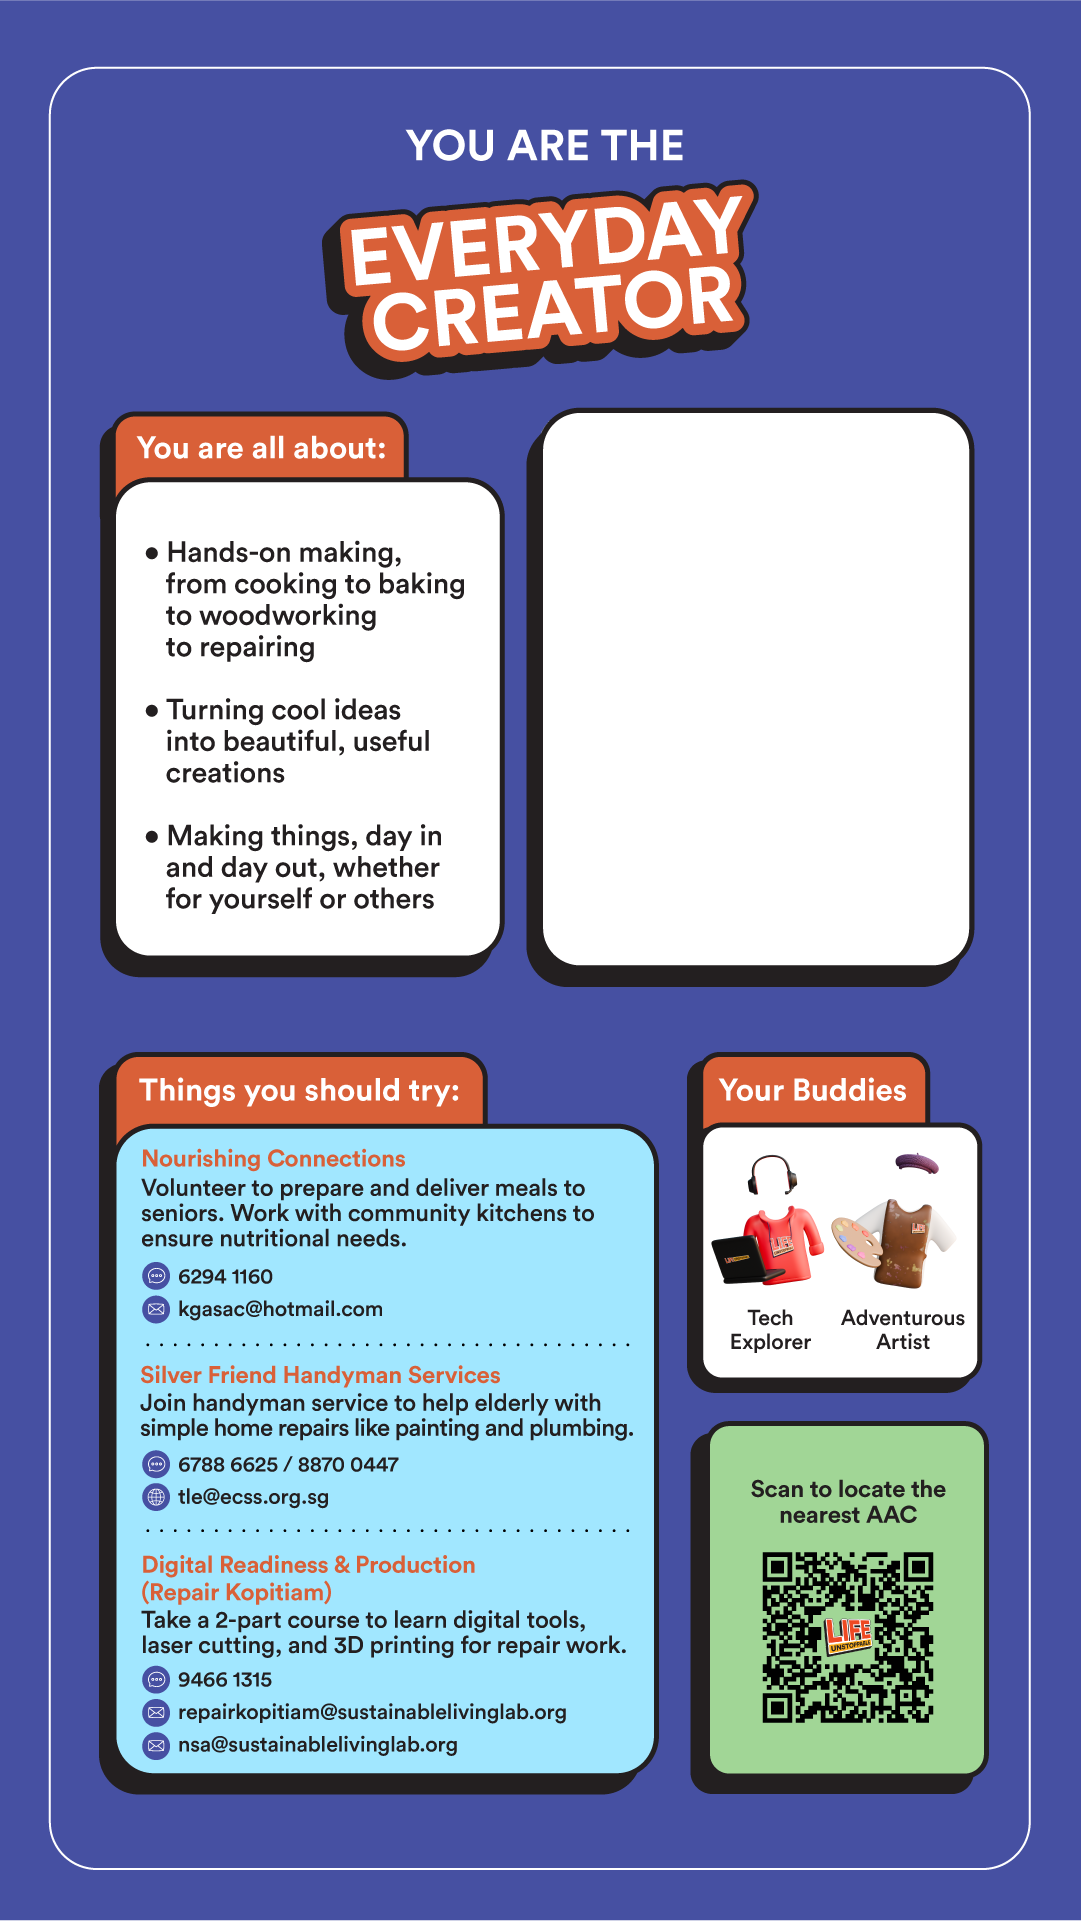 YOU ARE THE
EVERYDAY
CREATOR
You are all about:
• Hands-on making,
from cooking to baking
to woodworking
to repairing
• Turning cool ideas
into beautiful, useful
creations
• Making things, day in
and day out, whether
for yourself or others
Things you should try:
Nourishing Connections
Volunteer to prepare and deliver meals to
seniors. Work with community kitchens to
ensure nutritional needs.
6294 1160
kgasac@hotmail.com
Silver Friend Handyman Services
Join handyman service to help elderly with
simple home repairs like painting and plumbing.
6788 6625 / 8870 0447
tle@ecss.org.sg
Digital Readiness & Production
(Repair Kopitiam)
Take a 2-part course to learn digital tools,
laser cutting, and 3D printing for repair work.
9466 1315
repairkopitiam@sustainablelivinglab.org
nsa@sustainablelivinglab.org
Your Buddies
LIFE
LIFE
Tech
Explorer
Adventurous
Artist
Scan to locate the
nearest AAC
LIFE
UNSTOPPABLE